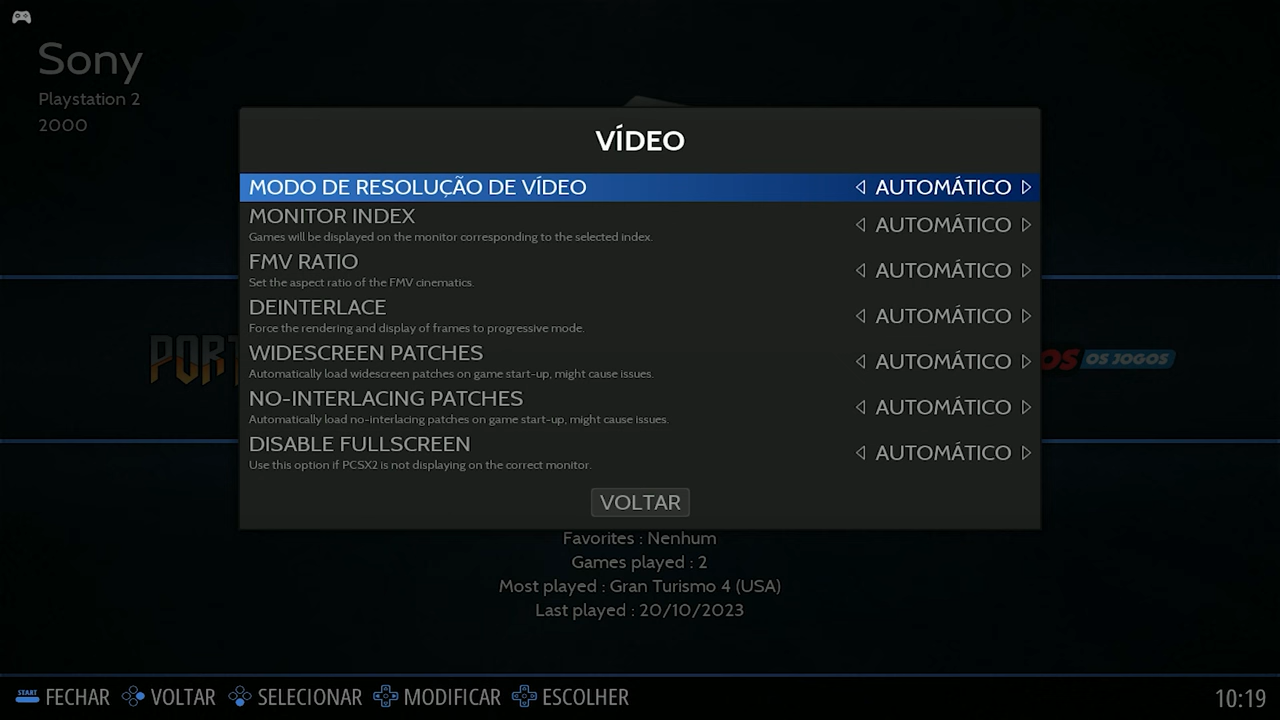 Sony
Playstation 2
2000
VÍDEO
MODO DE RESOLUÇÃO DE VÍDEO AUTOMÁTICO
MONITOR INDEX AUTOMÁTICO
Games will be displayed on the monitor corresponding to the selected index.
FMV RATIO AUTOMÁTICO
Set the aspect ratio of the FMV cinematics.
DEINTERLACE AUTOMÁTICO
Force the rendering and display of frames to progressive mode.
WIDESCREEN PATCHES AUTOMÁTICO
Automatically load widescreen patches on game start-up, might cause issues.
NO-INTERLACING PATCHES AUTOMÁTICO
Automatically load no-interlacing patches on game start-up, might cause issues.
DISABLE FULLSCREEN AUTOMÁTICO
Use this option if PCSX2 is not displaying on the correct monitor.
VOLTAR
OS JOGOS
Favorites : Nenhum
Games played : 2
Most played : Gran Turismo 4 (USA)
Last played : 20/10/2023
START FECHAR VOLTAR SELECIONAR MODIFICAR ESCOLHER 10:19